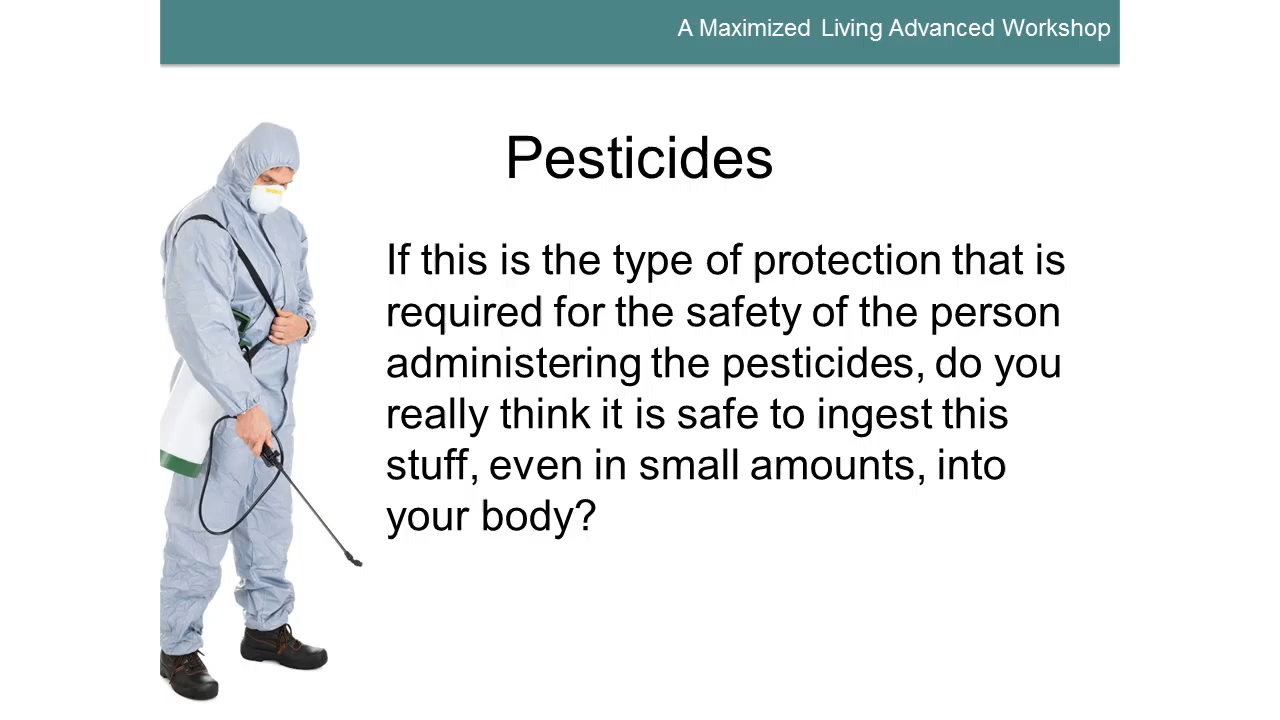 A Maximized Living Advanced Workshop
Pesticides
If this is the type of protection that is
required for the safety of the person
administering the pesticides, do you
really think it is safe to ingest this
stuff, even in small amounts, into
your body?